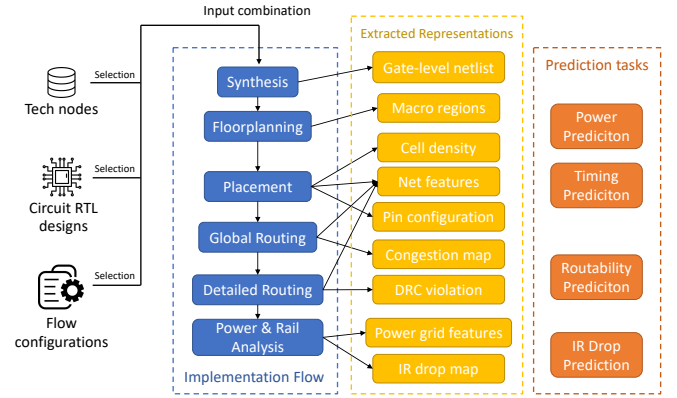 Input combination
Selection
Tech nodes
Selection
Circuit RTL
designs
Selection
Flow
configurations
Synthesis
Floorplanning
Placement
Global Routing
Detailed Routing
Power & Rail
Analysis
Implementation Flow
Extracted Representations
Gate-level netlist
Macro regions
Cell density
Net features
Pin configuration
Congestion map
DRC violation
Power grid features
IR drop map
Prediction tasks
Power
Prediciton
Timing
Prediciton
Routability
Prediciton
IR Drop
Prediction